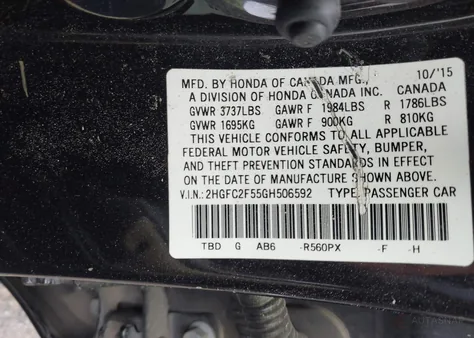 MFD. BY HONDA OF CANADA MFG., 10/'15
A DIVISION OF HONDA CANADA INC. CANADA
GVWR 3737LBS GAWR F 1984LBS R 1786LBS
GVWR 1695KG GAWR F 900KG R 810KG
THIS VEHICLE CONFORMS TO ALL APPLICABLE
FEDERAL MOTOR VEHICLE SAFETY, BUMPER,
AND THEFT PREVENTION STANDARDS IN EFFECT
ON THE DATE OF MANUFACTURE SHOWN ABOVE.
V.I.N.: 2HGFC2F55GH506592 TYPE: PASSENGER CAR
TBD G AB6 -R560PX -F -H